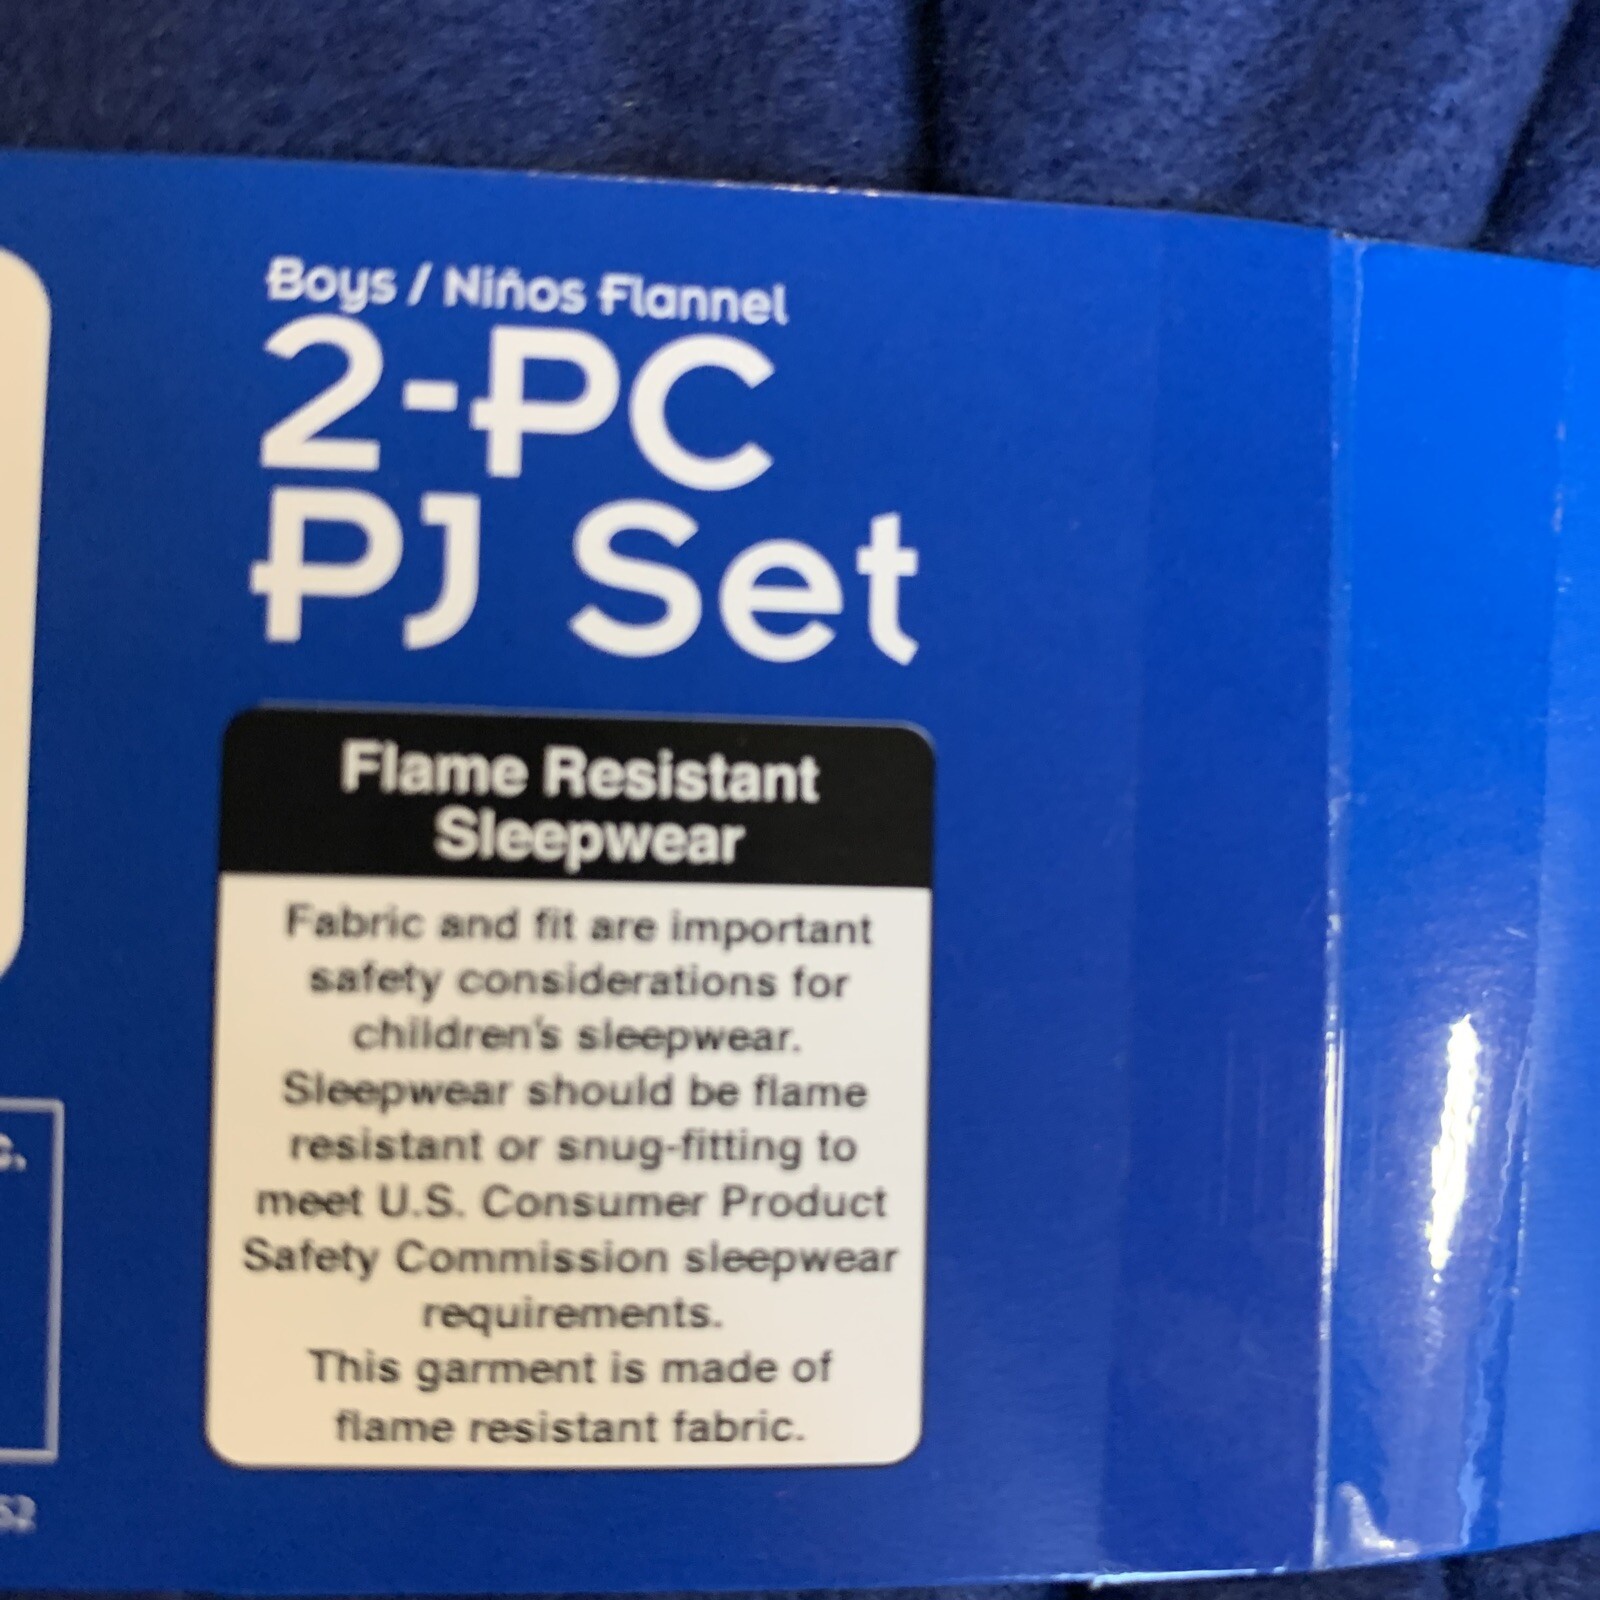 Boys / Niños Flannel
2-PC
PJ Set
Flame Resistant
Sleepwear
Fabric and fit are important
safety considerations for
children's sleepwear.
Sleepwear should be flame
resistant or snug-fitting to
meet U.S. Consumer Product
Safety Commission sleepwear
requirements.
This garment is made of
flame resistant fabric.